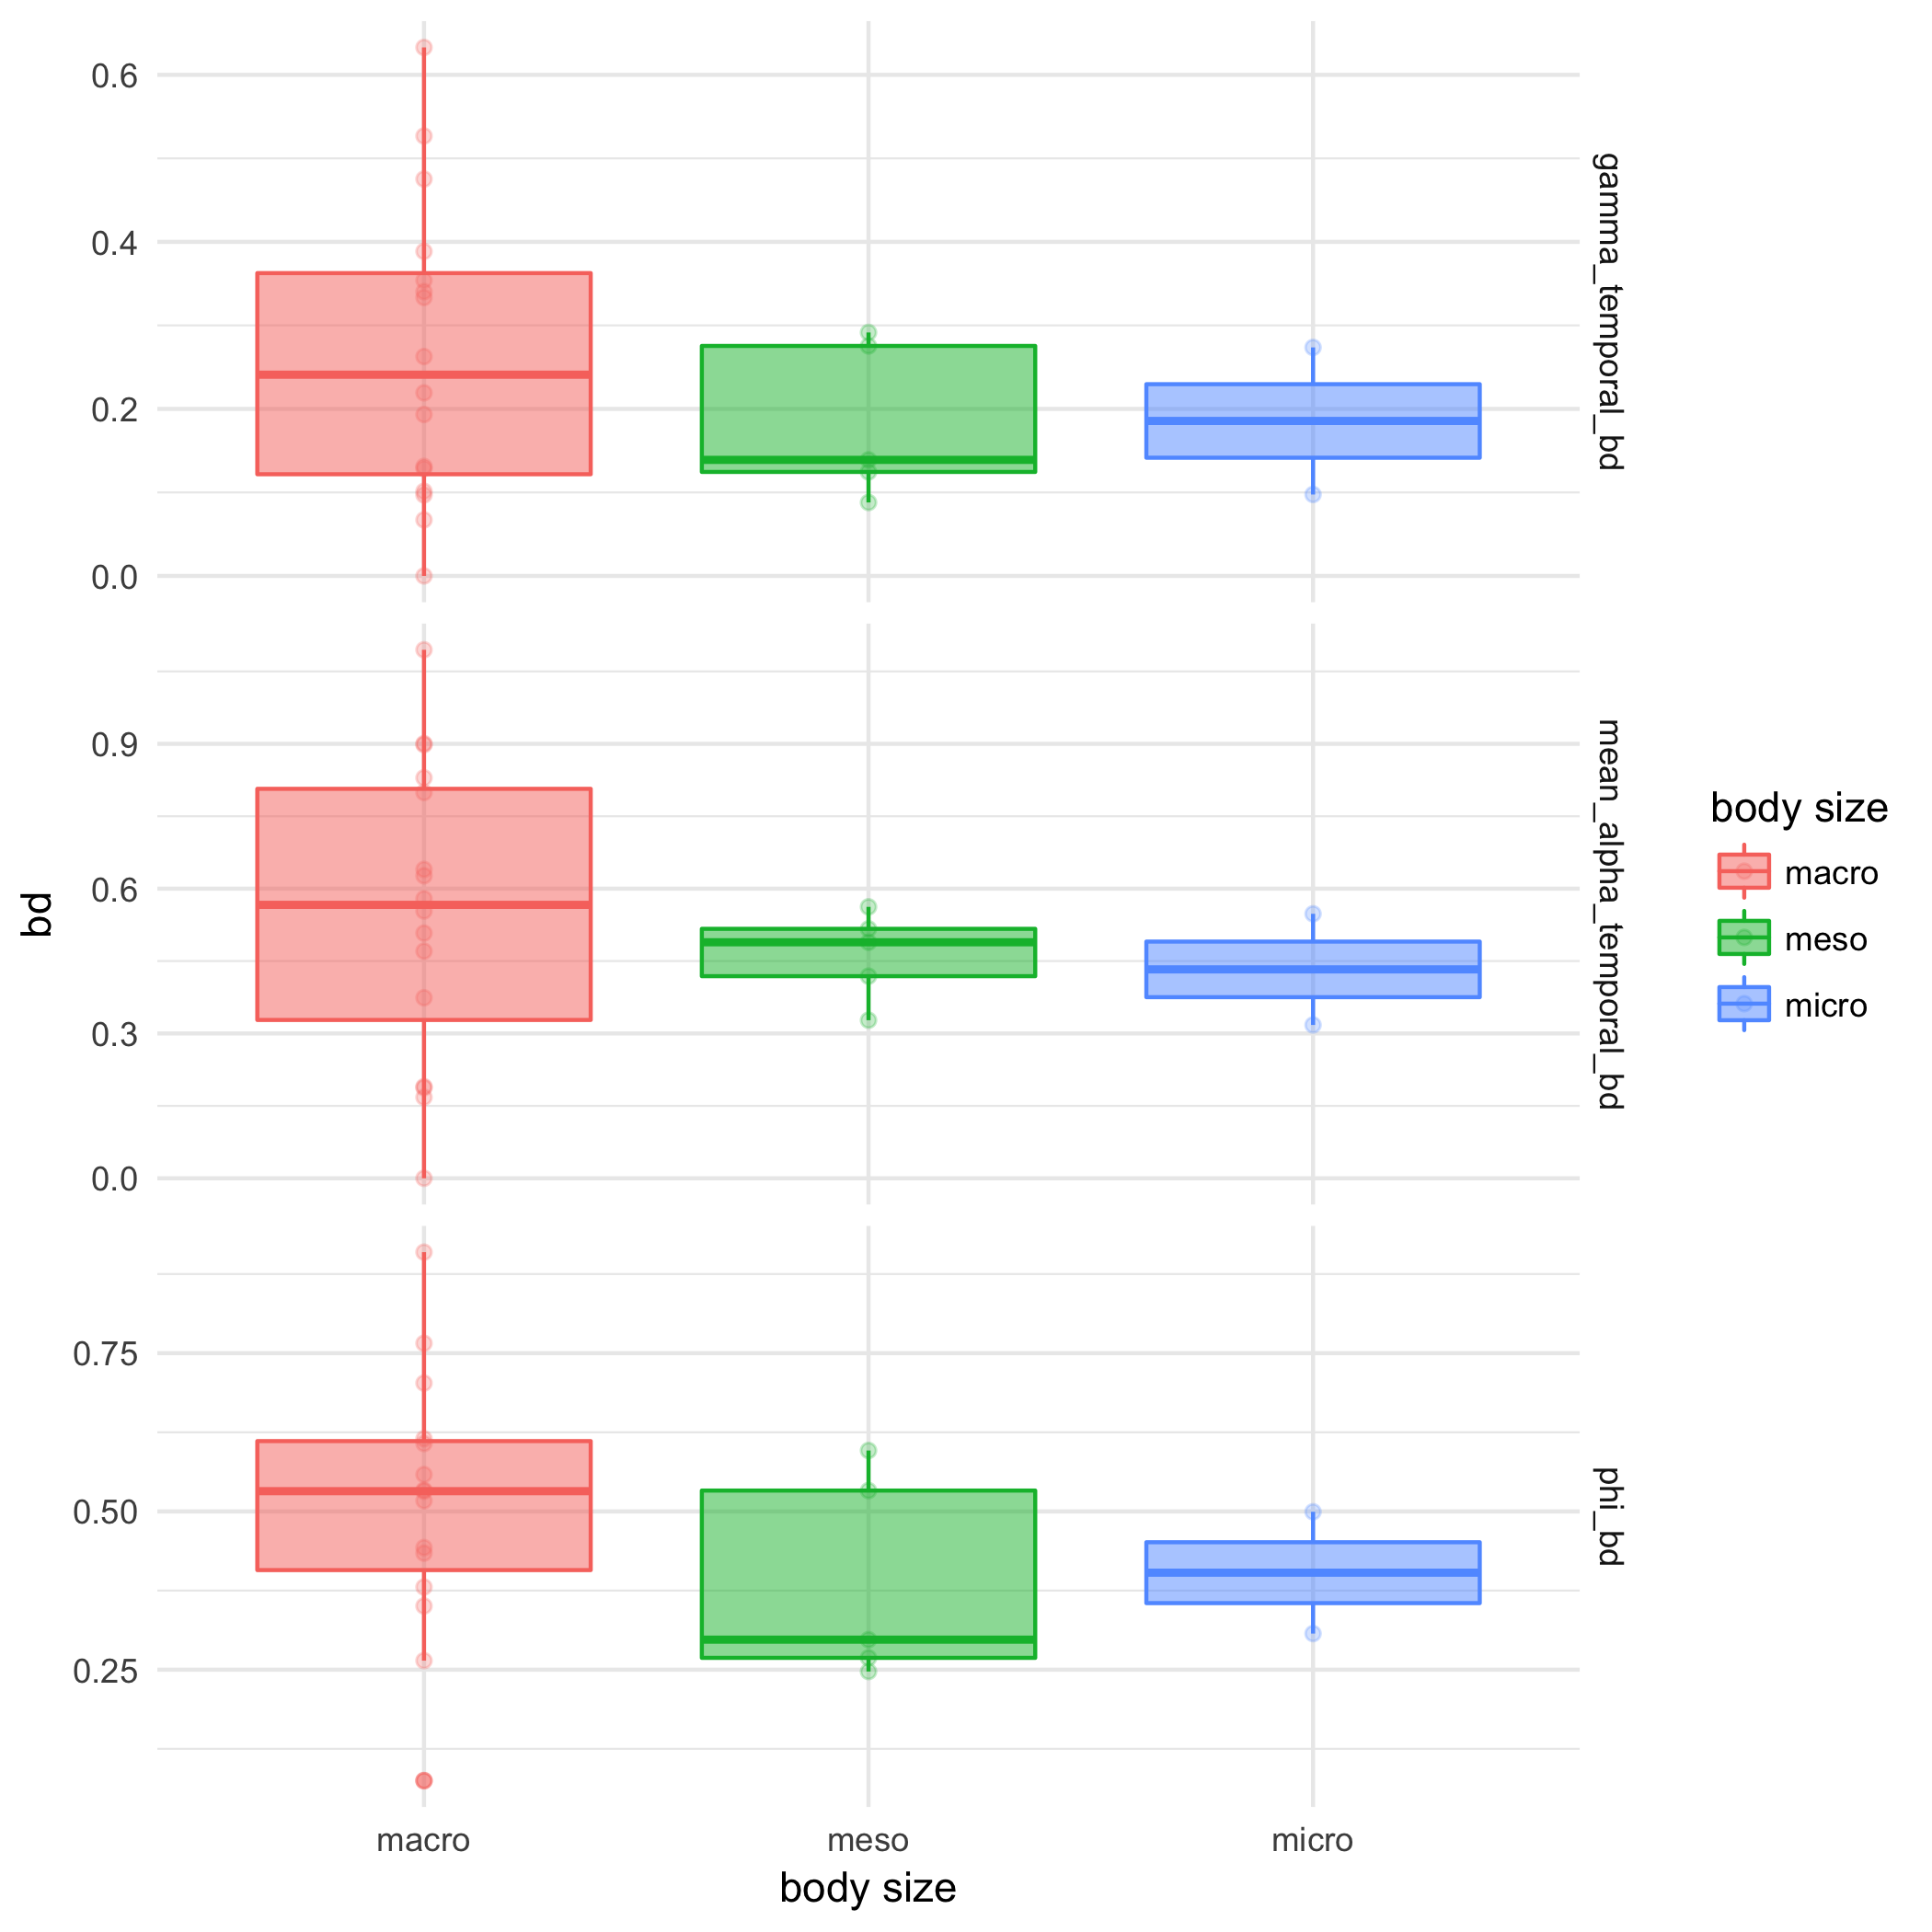 0.6
0.4
0.2
0.0
gamma_temporal_bd
0.9
0.6
0.3
0.0
mean_alpha_temporal_bd
0.75
0.50
0.25
phi_bd
bd
macro
meso
micro
body size
body size
macro
meso
micro